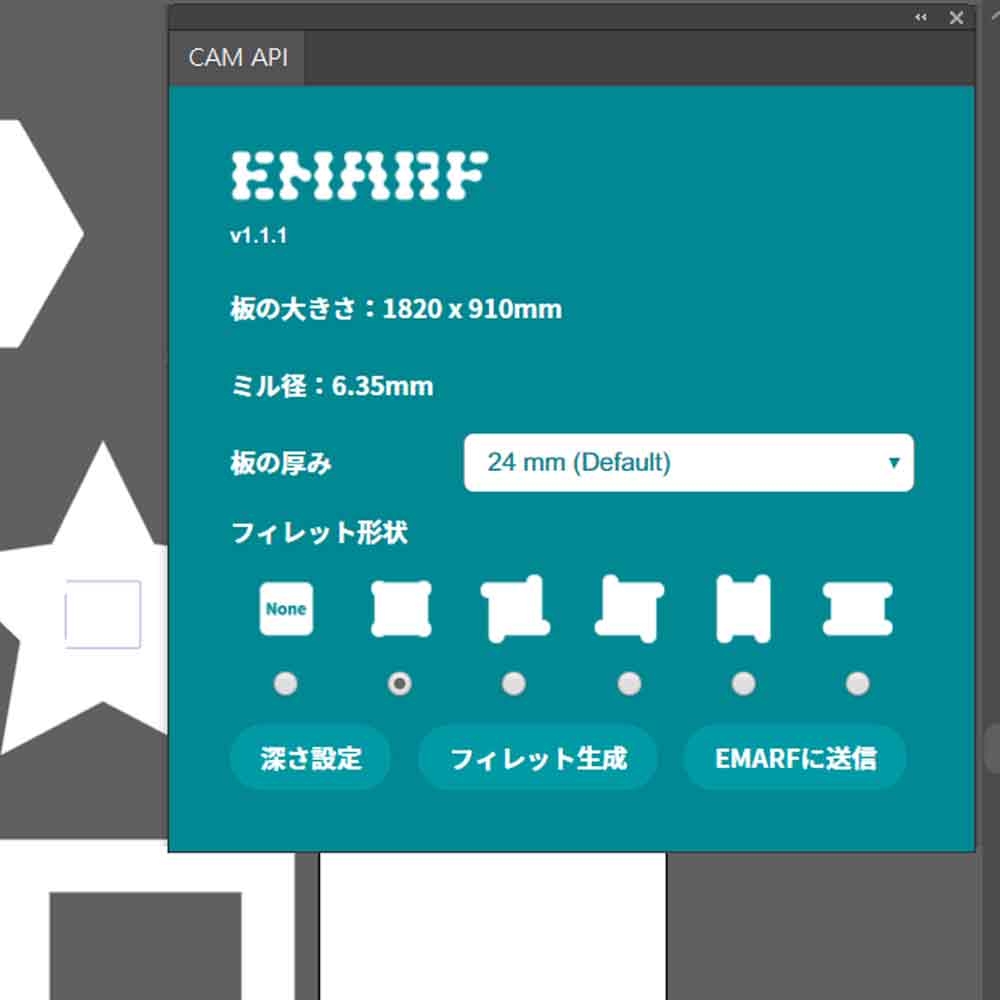 CAM API
EMARF
v1.1.1
板の大きさ：1820 x 910mm
ミル径：6.35mm
板の厚み 24 mm (Default)
フィレット形状
None
深さ設定 フィレット生成 EMARFに送信